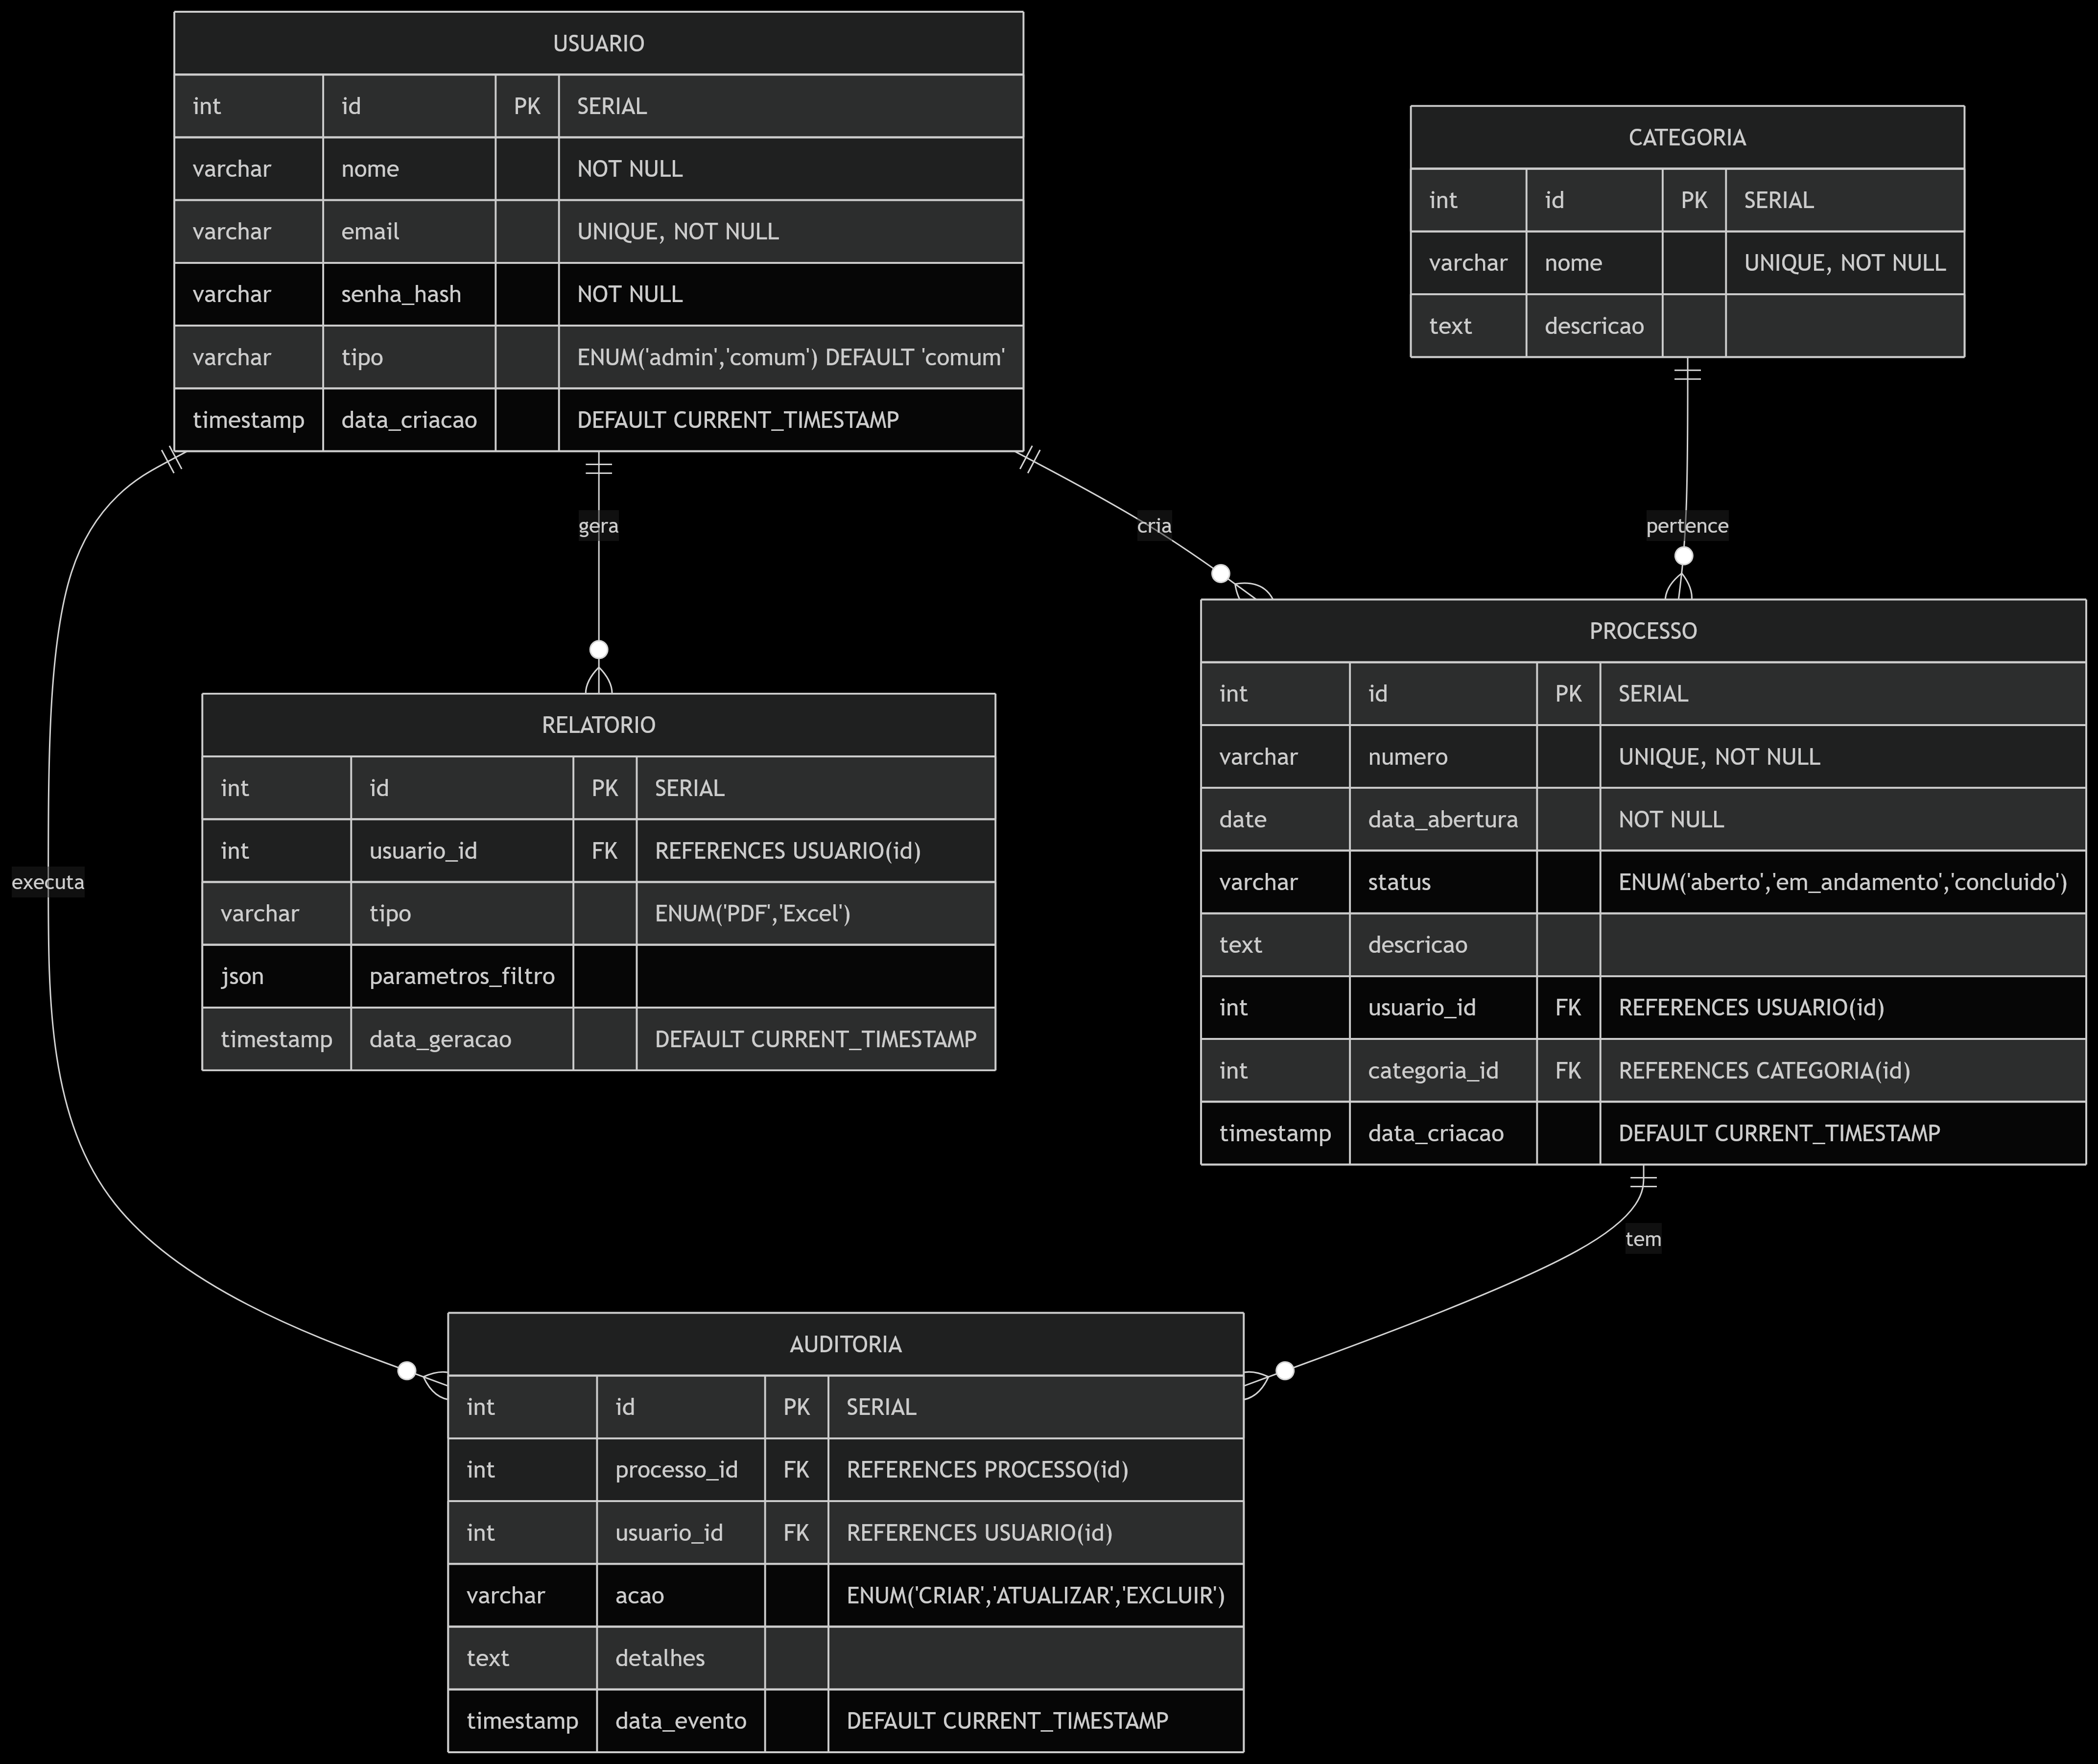 USUARIO
int id PK SERIAL
varchar nome NOT NULL
varchar email UNIQUE, NOT NULL
varchar senha_hash NOT NULL
varchar tipo ENUM('admin','comum') DEFAULT 'comum'
timestamp data_criacao DEFAULT CURRENT_TIMESTAMP
CATEGORIA
int id PK SERIAL
varchar nome UNIQUE, NOT NULL
text descricao
gera
cria
pertence
executa
RELATORIO
int id PK SERIAL
int usuario_id FK REFERENCES USUARIO(id)
varchar tipo ENUM('PDF','Excel')
json parametros_filtro
timestamp data_geracao DEFAULT CURRENT_TIMESTAMP
PROCESSO
int id PK SERIAL
varchar numero UNIQUE, NOT NULL
date data_abertura NOT NULL
varchar status ENUM('aberto','em_andamento','concluido')
text descricao
int usuario_id FK REFERENCES USUARIO(id)
int categoria_id FK REFERENCES CATEGORIA(id)
timestamp data_criacao DEFAULT CURRENT_TIMESTAMP
tem
AUDITORIA
int id PK SERIAL
int processo_id FK REFERENCES PROCESSO(id)
int usuario_id FK REFERENCES USUARIO(id)
varchar acao ENUM('CRIAR','ATUALIZAR','EXCLUIR')
text detalhes
timestamp data_evento DEFAULT CURRENT_TIMESTAMP